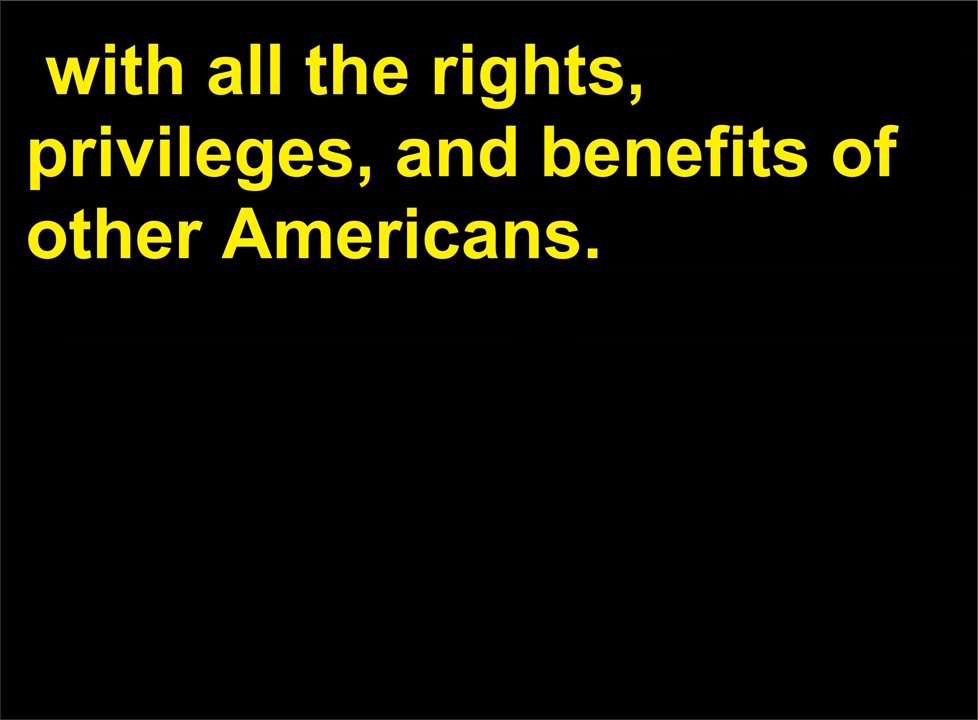 with all the rights,
privileges, and benefits of
other Americans.